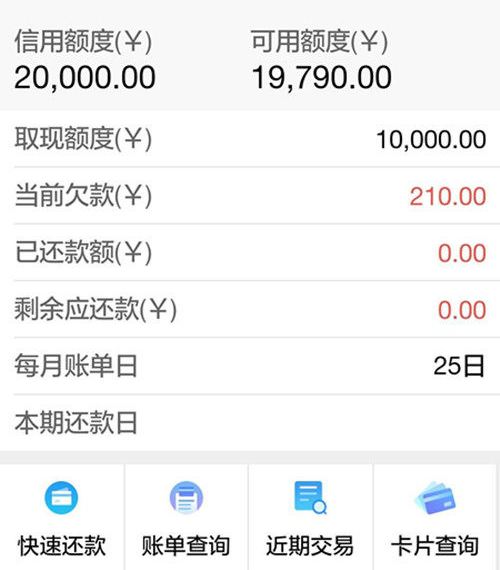 信用额度(￥) 可用额度(￥)
20,000.00 19,790.00
取现额度(￥) 10,000.00
当前欠款(￥) 210.00
已还款额(￥) 0.00
剩余应还款(￥) 0.00
每月账单日 25日
本期还款日
快速还款 账单查询 近期交易 卡片查询